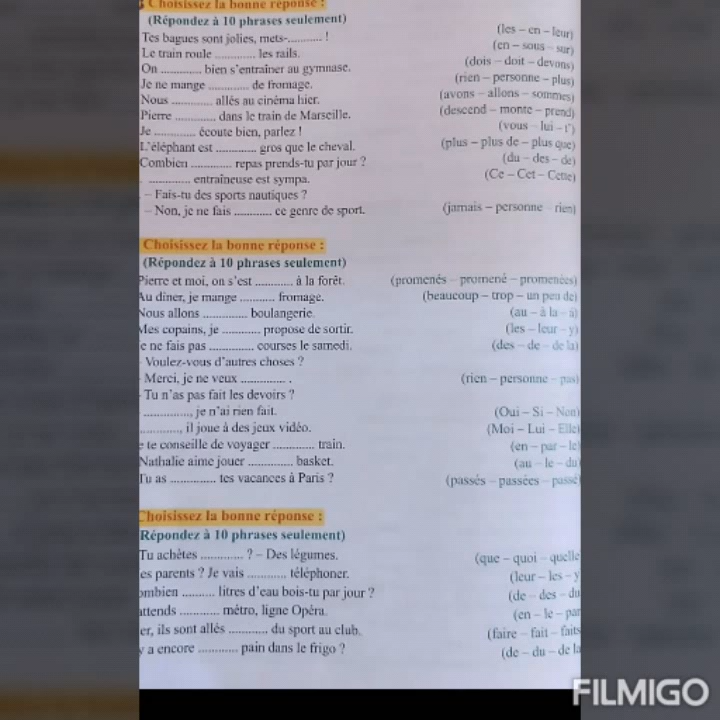 Choisissez la bonne réponse :
(Répondez à 10 phrases seulement)
Tes bagues sont jolies, mets-........... ! (les – en – leur)
Le train roule ............. les rails. (en – sous – sur)
On ............. bien s'entraîner au gymnase. (dois – doit – devons)
Je ne mange ............. de fromage. (rien – personne – plus)
Nous ............. allés au cinéma hier. (avons – allons – sommes)
Pierre ............. dans le train de Marseille. (descend – monte – prend)
Je ............. écoute bien, parlez ! (vous – lui – t')
L'éléphant est ............. gros que le cheval. (plus – plus de – plus que)
Combien ............. repas prends-tu par jour ? (du – des – de)
............. entraîneuse est sympa. (Ce – Cet – Cette)
– Fais-tu des sports nautiques ?
– Non, je ne fais ............ ce genre de sport. (jamais – personne – rien)
Choisissez la bonne réponse :
(Répondez à 10 phrases seulement)
Pierre et moi, on s'est ............ à la forêt. (promenés – promené – promenées)
Au dîner, je mange ........... fromage. (beaucoup – trop – un peu de)
Nous allons ............. boulangerie. (au – à la – à)
Mes copains, je ............ propose de sortir. (les – leur – y)
e ne fais pas .............. courses le samedi. (des – de – de la)
- Voulez-vous d'autres choses ?
- Merci, je ne veux .............. . (rien – personne – pas)
- Tu n'as pas fait les devoirs ?
.............., je n'ai rien fait. (Oui – Si – Non)
............, il joue à des jeux vidéo. (Moi – Lui – Elle)
e te conseille de voyager ............. train. (en – par – le)
Nathalie aime jouer .............. basket. (au – le – du)
Tu as .............. tes vacances à Paris ? (passés – passées – passé)
Choisissez la bonne réponse :
Répondez à 10 phrases seulement)
Tu achètes ............. ? – Des légumes. (que – quoi – quelle
es parents ? Je vais ............ téléphoner. (leur – les – y
ombien .......... litres d'eau bois-tu par jour ? (de – des – du
attends ............ métro, ligne Opéra. (en – le – par
er, ils sont allés ............ du sport au club. (faire – fait – faits
y a encore ............ pain dans le frigo ? (de – du – de la
FILMIGO